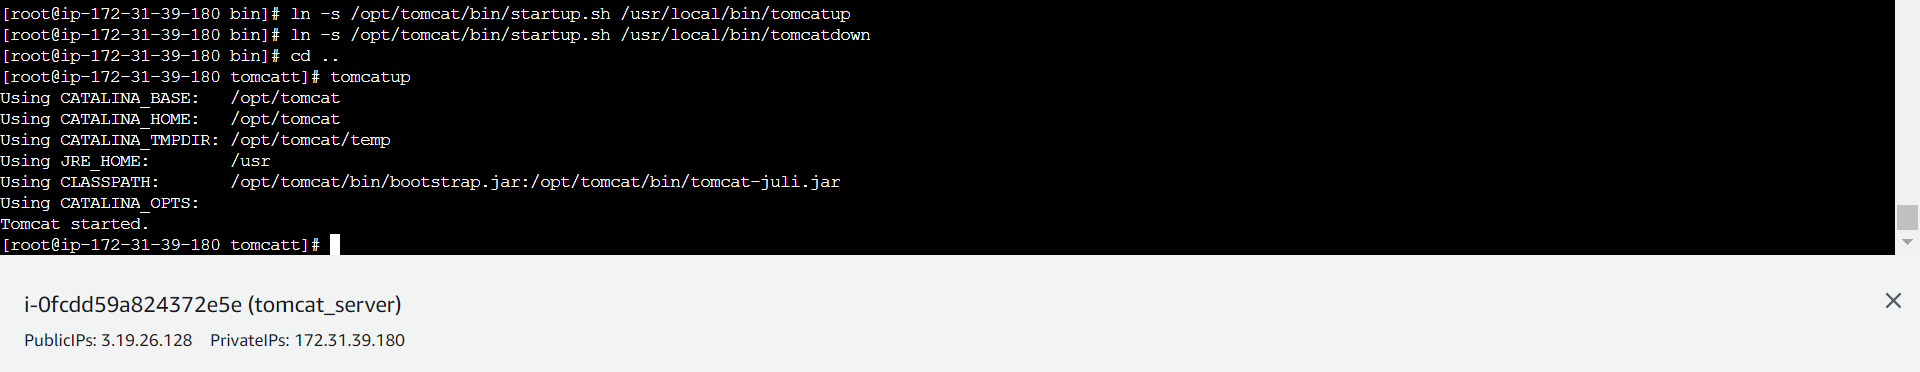 [root@ip-172-31-39-180 bin]# ln -s /opt/tomcat/bin/startup.sh /usr/local/bin/tomcatup
[root@ip-172-31-39-180 bin]# ln -s /opt/tomcat/bin/startup.sh /usr/local/bin/tomcatdown
[root@ip-172-31-39-180 bin]# cd ..
[root@ip-172-31-39-180 tomcatt]# tomcatup
Using CATALINA_BASE:   /opt/tomcat
Using CATALINA_HOME:   /opt/tomcat
Using CATALINA_TMPDIR: /opt/tomcat/temp
Using JRE_HOME:        /usr
Using CLASSPATH:       /opt/tomcat/bin/bootstrap.jar:/opt/tomcat/bin/tomcat-juli.jar
Using CATALINA_OPTS:
Tomcat started.
[root@ip-172-31-39-180 tomcatt]#
i-0fcdd59a824372e5e (tomcat_server)
PublicIPs: 3.19.26.128 PrivateIPs: 172.31.39.180